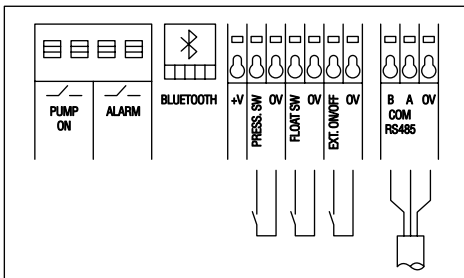 PUMP
ON
ALARM
BLUETOOTH
+V
PRESS. SW
0V
FLOAT SW
0V
EXT. ON/OFF
0V
B A 0V
COM
RS485